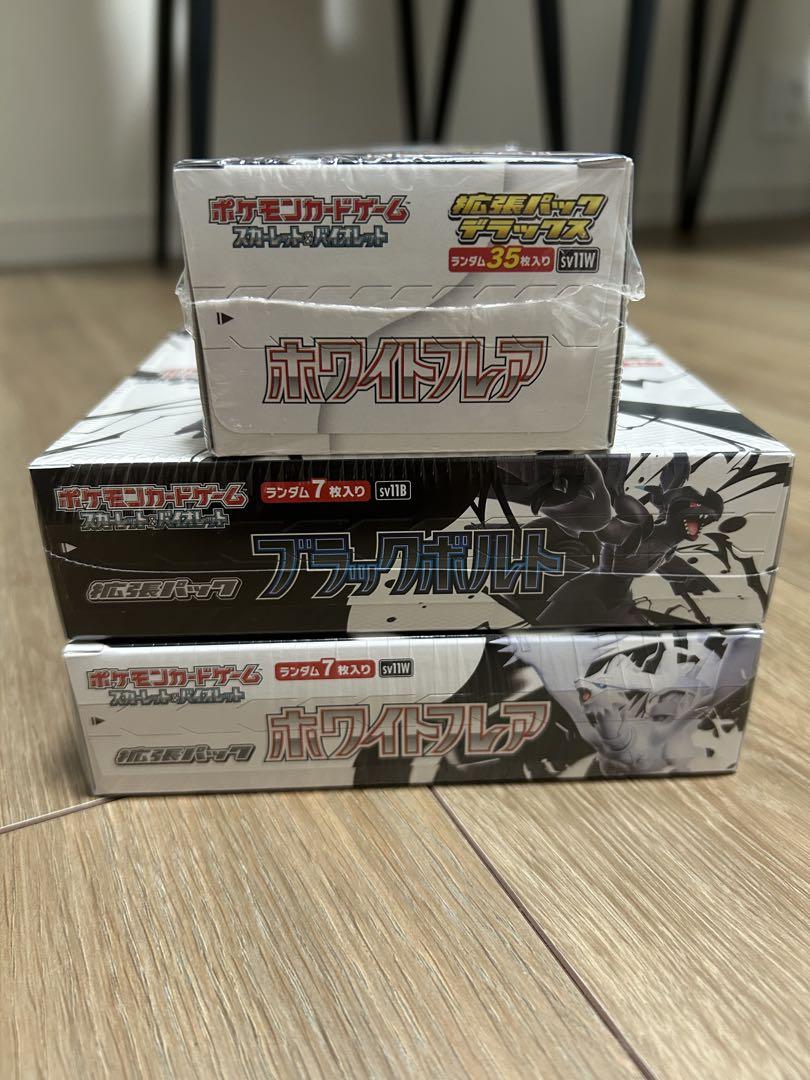 ポケモンカードゲーム
スカーレット&バイオレット
拡張パック
デラックス
ランダム35枚入り
sv11W
ホワイトフレア
ポケモンカードゲーム
スカーレット&バイオレット
ランダム7枚入り
sv11B
拡張パック
ブラックボルト
ポケモンカードゲーム
スカーレット&バイオレット
ランダム7枚入り
sv11W
拡張パック
ホワイトフレア